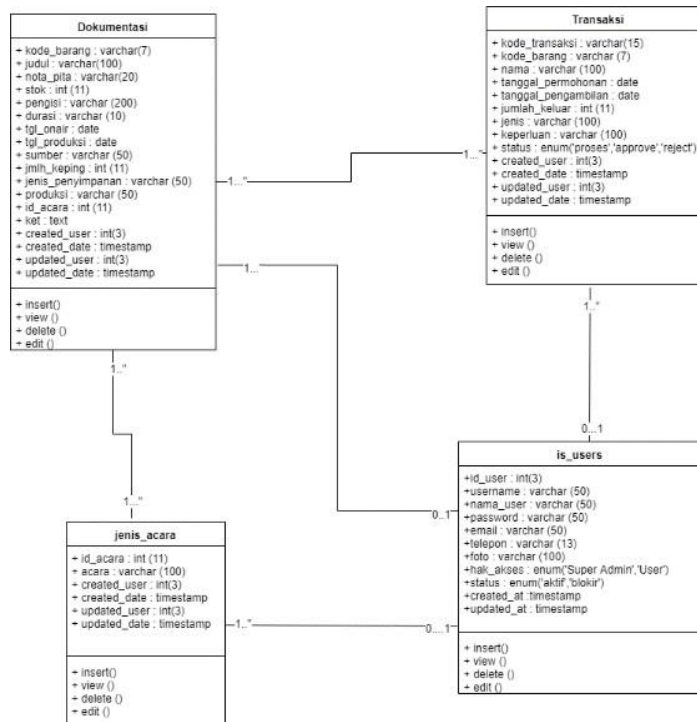 Dokumentasi
+ kode_barang : varchar(7)
+ judul : varchar(100)
+ nota_pita : varchar(20)
+ stok : int (11)
+ pengisi : varchar (200)
+ durasi : varchar (10)
+ tgl_onair : date
+ tgl_produksi : date
+ sumber : varchar (50)
+ jmlh_keping : int (11)
+ jenis_penyimpanan : varchar (50)
+ produksi : varchar (50)
+ id_acara : int (11)
+ ket : text
+ created_user : int(3)
+ created_date : timestamp
+ updated_user : int(3)
+ updated_date : timestamp
+ insert()
+ view ()
+ delete ()
+ edit ()
Transaksi
+ kode_transaksi : varchar(15)
+ kode_barang : varchar (7)
+ nama : varchar (100)
+ tanggal_permohonan : date
+ tanggal_pengambilan : date
+ jumlah_keluar : int (11)
+ jenis : varchar (100)
+ keperluan : varchar (100)
+ status : enum('proses','approve','reject')
+ created_user : int(3)
+ created_date : timestamp
+ updated_user : int(3)
+ updated_date : timestamp
+ insert()
+ view ()
+ delete ()
+ edit ()
1..."
1..."
1...
1.."
1.."
0...1
1..."
0..1
jenis_acara
+ id_acara : int (11)
+ acara : varchar (100)
+ created_user : int(3)
+ created_date : timestamp
+ updated_user : int(3)
+ updated_date : timestamp
+ insert()
+ view ()
+ delete ()
+ edit ()
1.."
0....1
is_users
+id_user : int(3)
+username : varchar (50)
+nama_user : varchar (50)
+password : varchar (50)
+email : varchar (50)
+telepon : varchar (13)
+foto : varchar (100)
+hak_akses : enum('Super Admin','User')
+status : enum('aktif','blokir')
+created_at :timestamp
+updated_at : timestamp
+ insert()
+ view ()
+ delete ()
+ edit ()